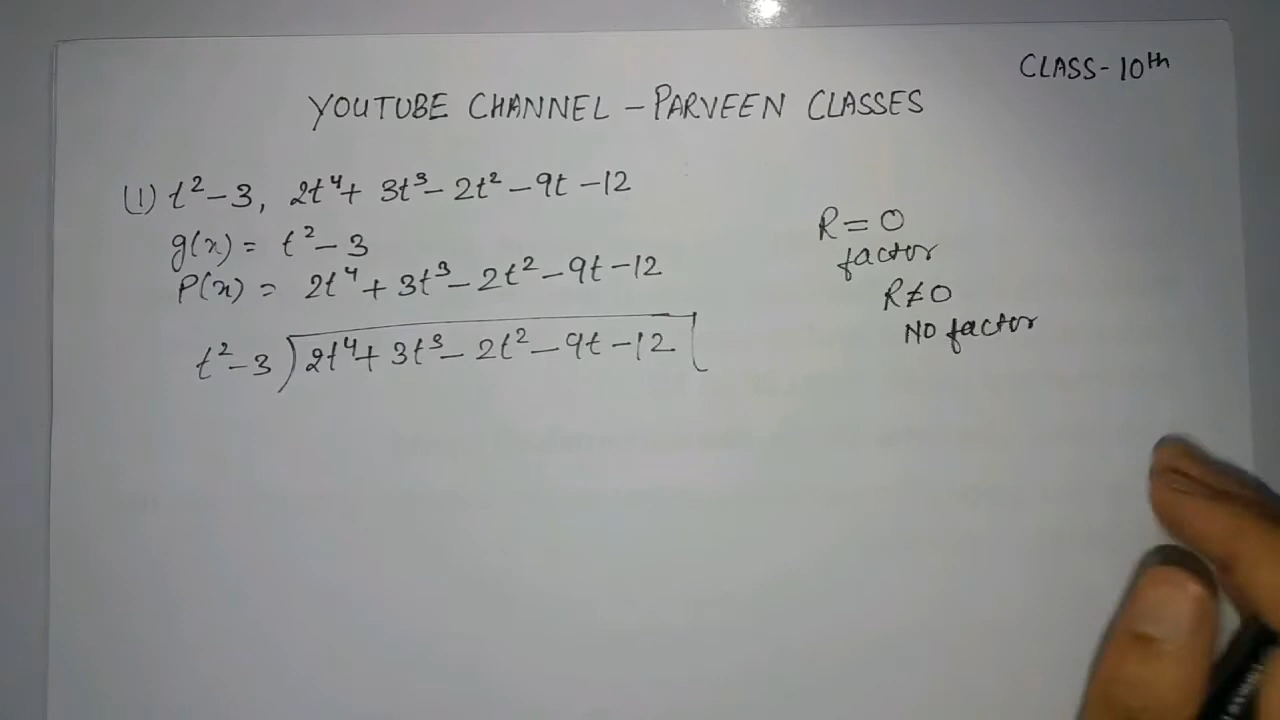 CLASS-10th
YOUTUBE CHANNEL - PARVEEN CLASSES
(1) t²-3, 2t⁴+ 3t³- 2t² - 9t - 12
g(x) = t² - 3
P(x) = 2t⁴ + 3t³ - 2t² - 9t - 12
t² - 3 ) 2t⁴+ 3t³- 2t² - 9t - 12 (
R = 0
factor
R ≠ 0
NO factor